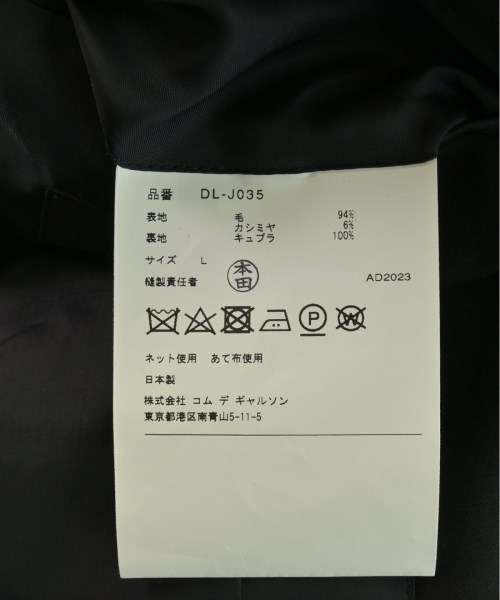 品番 DL-J035
表地 毛 94%
カシミヤ 6%
裏地 キュプラ 100%
サイズ L
縫製責任者 本田 AD2023
P W
ネット使用 あて布使用
日本製
株式会社 コム デ ギャルソン
東京都港区南青山5-11-5